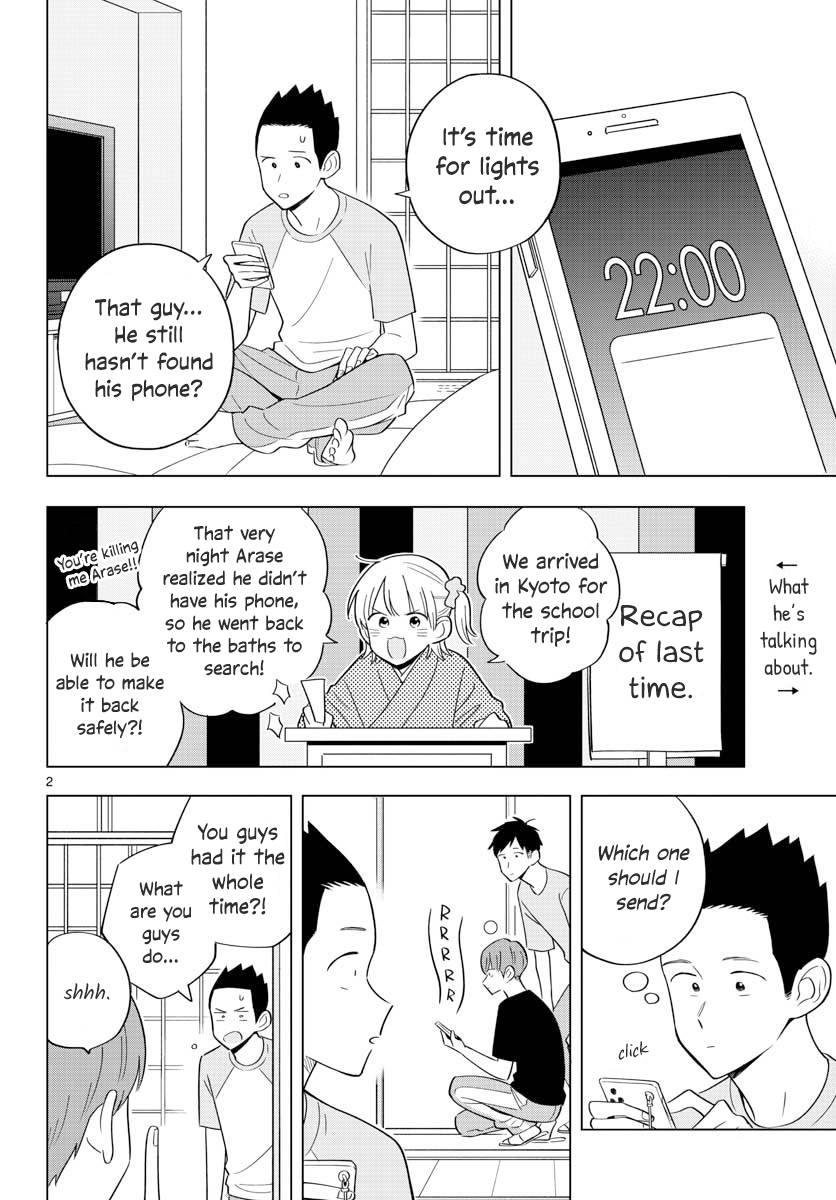 22:00
It's time
for lights
out...
That guy...
He still
hasn't found
his phone?
←
What
he's
talking
about.
→
Recap
of last
time.
We arrived
in Kyoto for
the school
trip!
That very
night Arase
realized he didn't
have his phone,
so he went back
to the baths to
search!
Will he be
able to make
it back
safely?!
You're killing
me Arase!!
2
Which one
should I
send?
click
RRRRR
You guys
had it the
whole
time?!
What
are you
guys
do...
shhh.